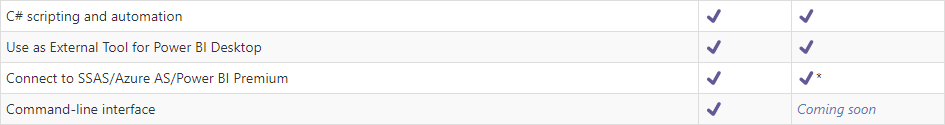 C# scripting and automation ✔ ✔
Use as External Tool for Power BI Desktop ✔ ✔
Connect to SSAS/Azure AS/Power BI Premium ✔ ✔*
Command-line interface ✔ Coming soon